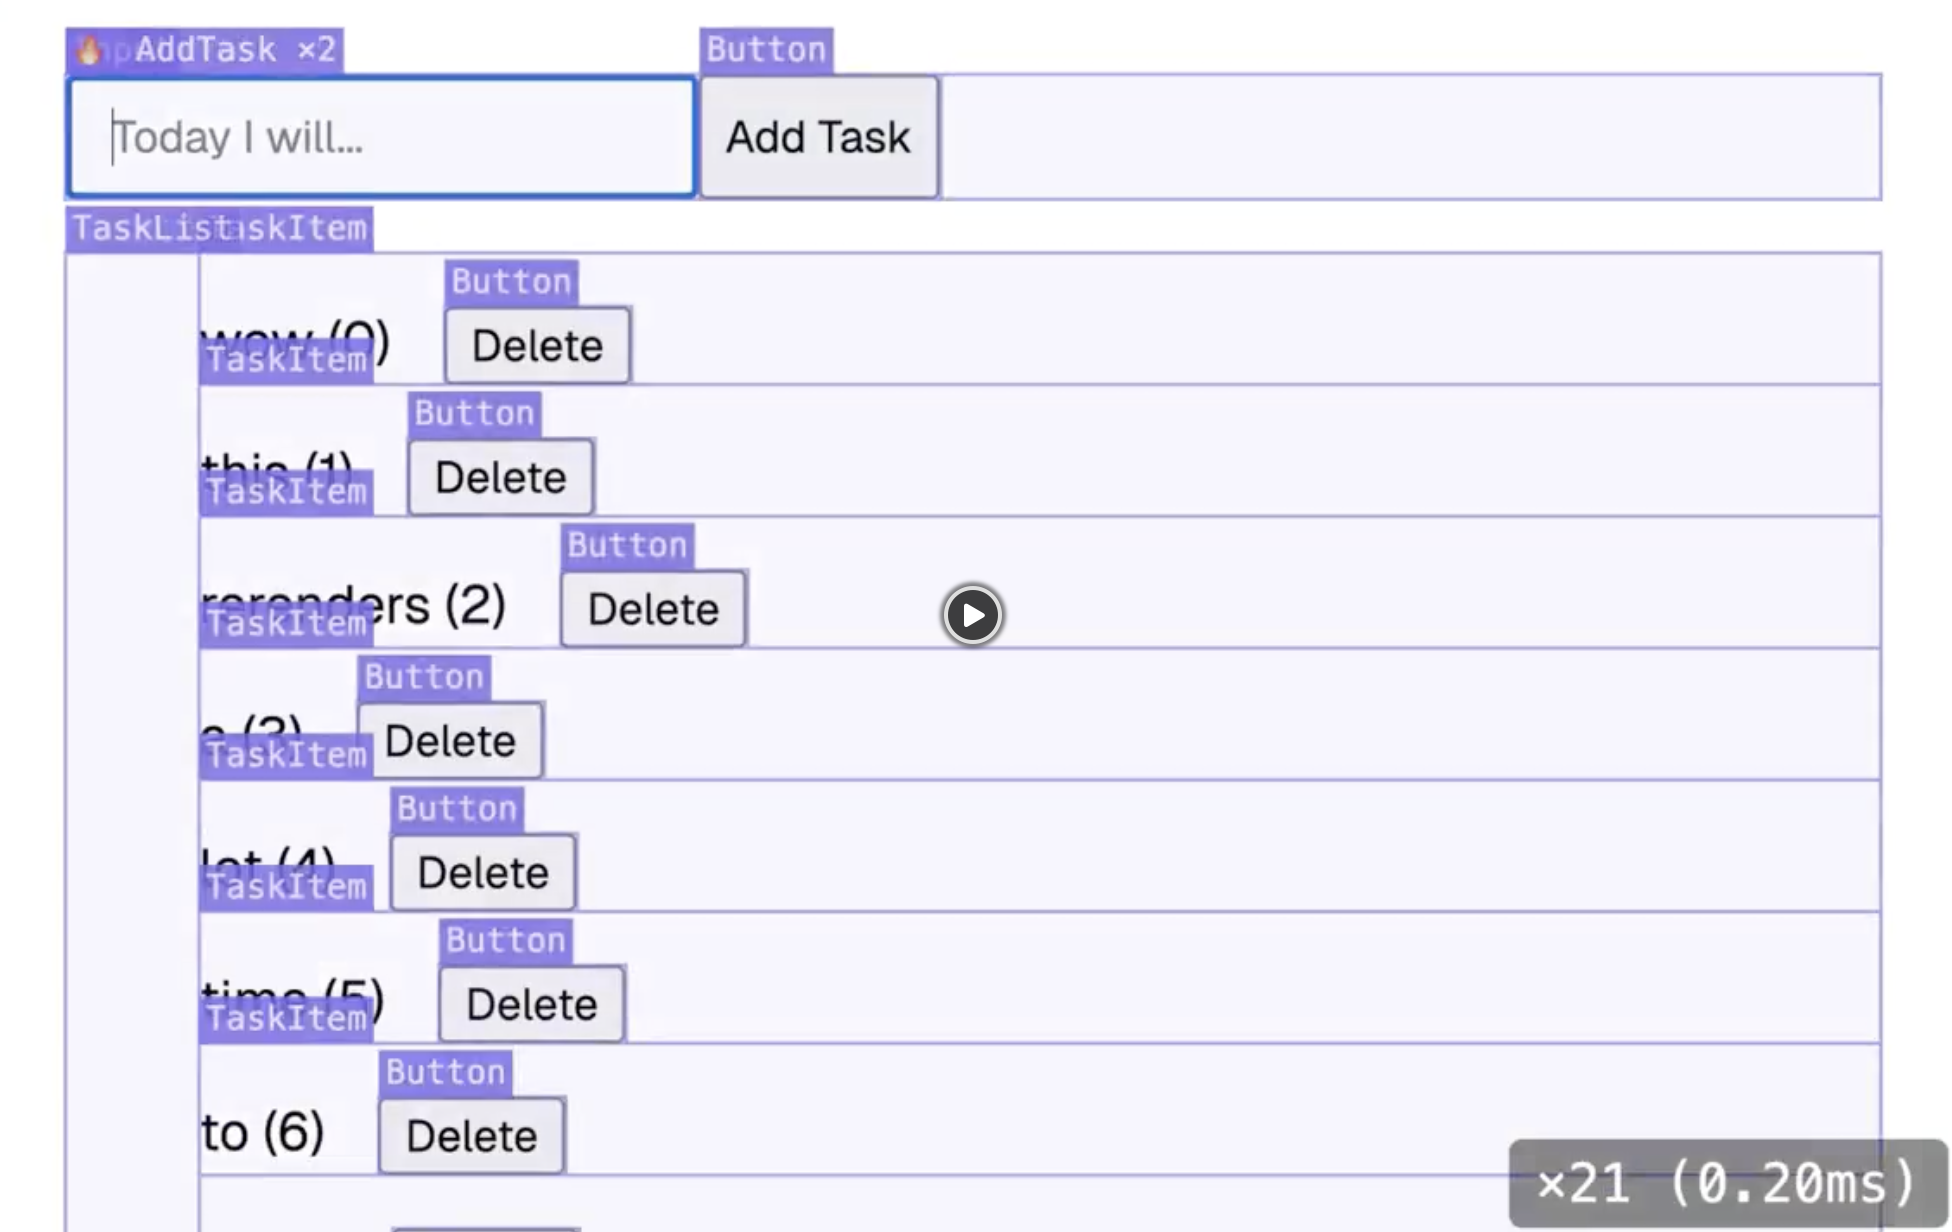 🔥 AddTask ×2 Button
Today I will... Add Task
TaskList TaskItem
Button
wow (0) Delete
TaskItem
Button
this (1) Delete
TaskItem
Button
rerenders (2) Delete
TaskItem
Button
a (3) Delete
TaskItem
Button
lot (4) Delete
TaskItem
Button
time (5) Delete
TaskItem
Button
to (6) Delete
×21 (0.20ms)